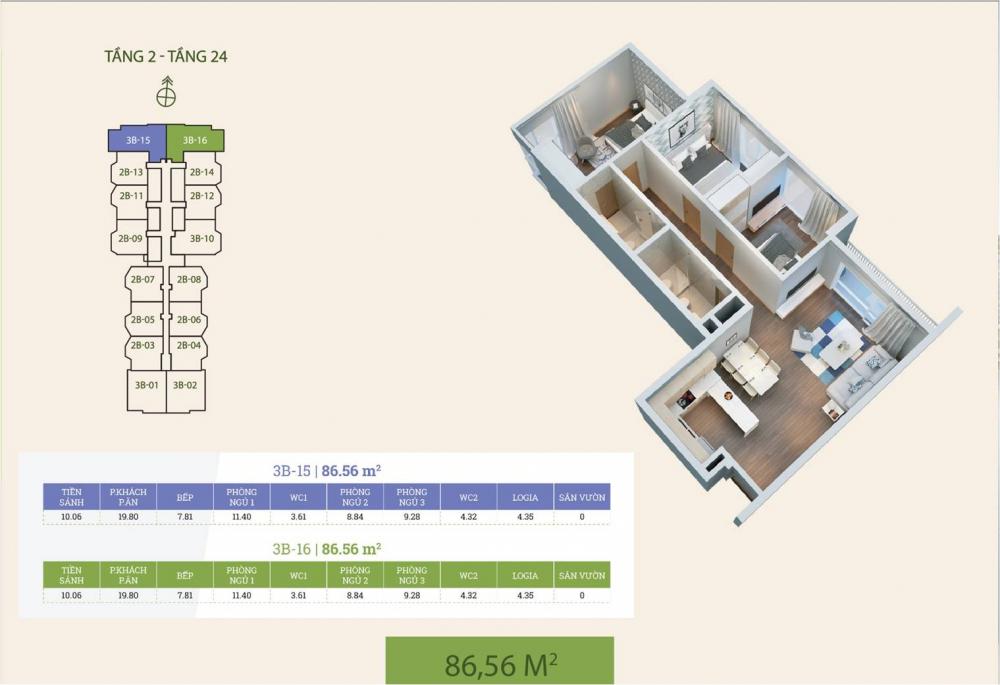 TẦNG 2 - TẦNG 24
3B-15 3B-16
2B-13 2B-14
2B-11 2B-12
2B-09 3B-10
2B-07 2B-08
2B-05 2B-06
2B-03 2B-04
3B-01 3B-02
3B-15 | 86.56 m²
TIỀN SẢNH P.KHÁCH P.ĂN BẾP PHÒNG NGỦ 1 WC1 PHÒNG NGỦ 2 PHÒNG NGỦ 3 WC2 LOGIA SÂN VƯỜN
10.06 19.80 7.81 11.40 3.61 8.84 9.28 4.32 4.35 0
3B-16 | 86.56 m²
TIỀN SẢNH P.KHÁCH P.ĂN BẾP PHÒNG NGỦ 1 WC1 PHÒNG NGỦ 2 PHÒNG NGỦ 3 WC2 LOGIA SÂN VƯỜN
10.06 19.80 7.81 11.40 3.61 8.84 9.28 4.32 4.35 0
86,56 M²